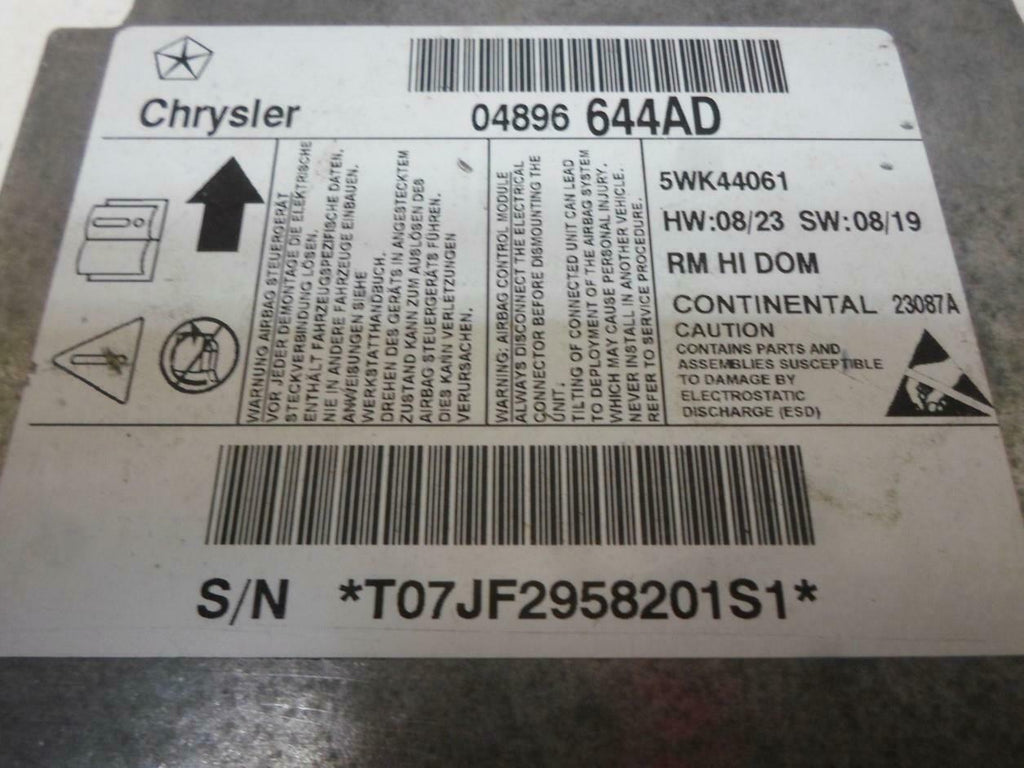 Chrysler
04896 644AD
WARNUNG AIRBAG STEUERGERÄT
VOR JEDER DEMONTAGE DIE ELEKTRISCHE
STECKVERBINDUNG LÖSEN.
ENTHÄLT FAHRZEUGSPEZIFISCHE DATEN,
NIE IN ANDERE FAHRZEUGE EINBAUEN.
ANWEISUNGEN SIEHE
WERKSTATTHANDBUCH.
DREHEN DES GERÄTS IN ANGESTECKTEM
ZUSTAND KANN ZUM AUSLÖSEN DES
AIRBAG STEUERGERÄTS FÜHREN.
DIES KANN VERLETZUNGEN
VERURSACHEN.
WARNING: AIRBAG CONTROL MODULE
ALWAYS DISCONNECT THE ELECTRICAL
CONNECTOR BEFORE DISMOUNTING THE
UNIT.
TILTING OF CONNECTED UNIT CAN LEAD
TO DEPLOYMENT OF THE AIRBAG SYSTEM
WHICH MAY CAUSE PERSONAL INJURY.
NEVER INSTALL IN ANOTHER VEHICLE.
REFER TO SERVICE PROCEDURE.
5WK44061
HW:08/23 SW:08/19
RM HI DOM
CONTINENTAL 23087A
CAUTION
CONTAINS PARTS AND
ASSEMBLIES SUSCEPTIBLE
TO DAMAGE BY
ELECTROSTATIC
DISCHARGE (ESD)
S/N *T07JF2958201S1*